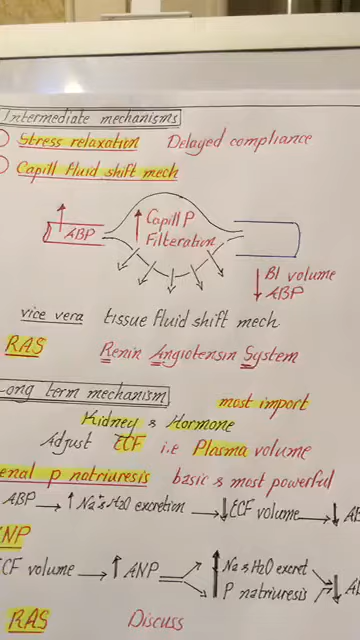 Intermediate mechanisms
Stress relaxation Delayed compliance
Capill fluid shift mech
↑ ABP ↑ Capill P
Filteration
↓ Bl volume
ABP
vice vera tissue fluid shift mech
RAS Renin Angiotensin System
Long term mechanism most import
Kidney & Hormone
Adjust ECF i.e Plasma volume
enal p natriuresis basic & most powerful
ABP → ↑ Na+ & H2O excretion → ↓ ECF volume → ↓ AB
NP
ECF volume → ↑ ANP ↑ Na & H2O excret
P natriuresis ↓ AB
RAS Discuss